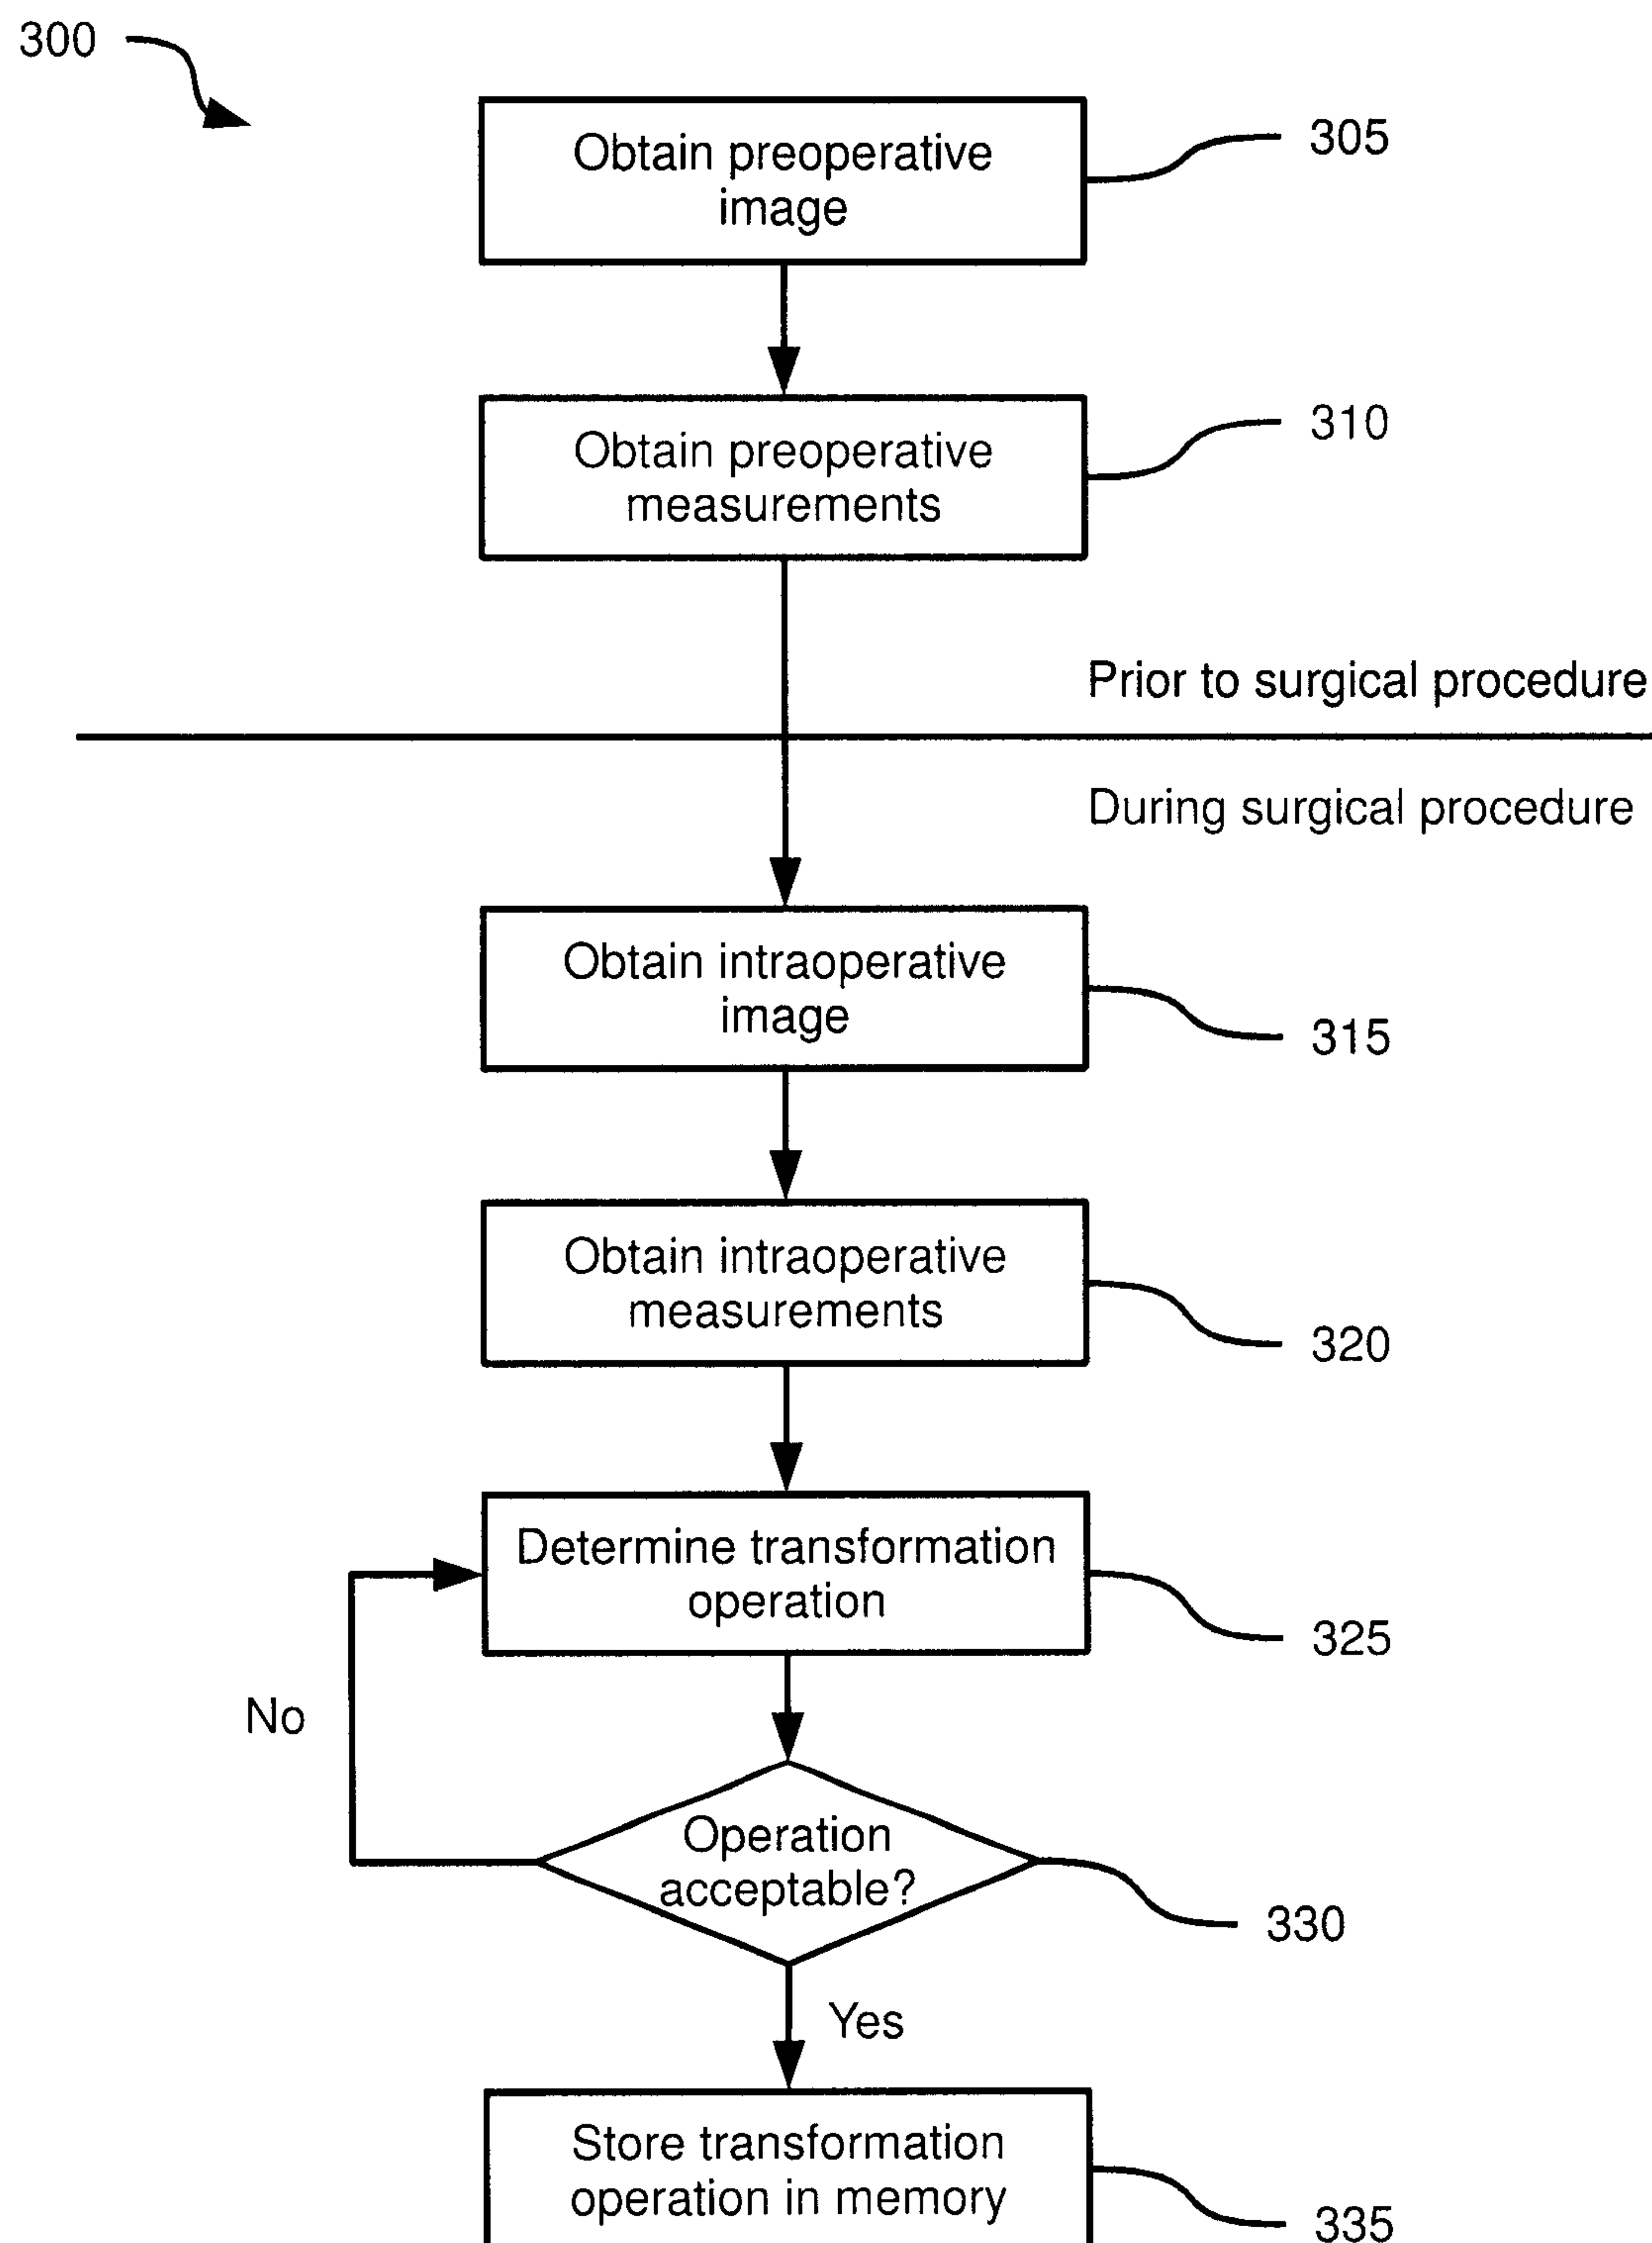 300
Obtain preoperative
image
305
Obtain preoperative
measurements
310
Prior to surgical procedure
During surgical procedure
Obtain intraoperative
image
315
Obtain intraoperative
measurements
320
Determine transformation
operation
325
No
Operation
acceptable?
330
Yes
Store transformation
operation in memory
335